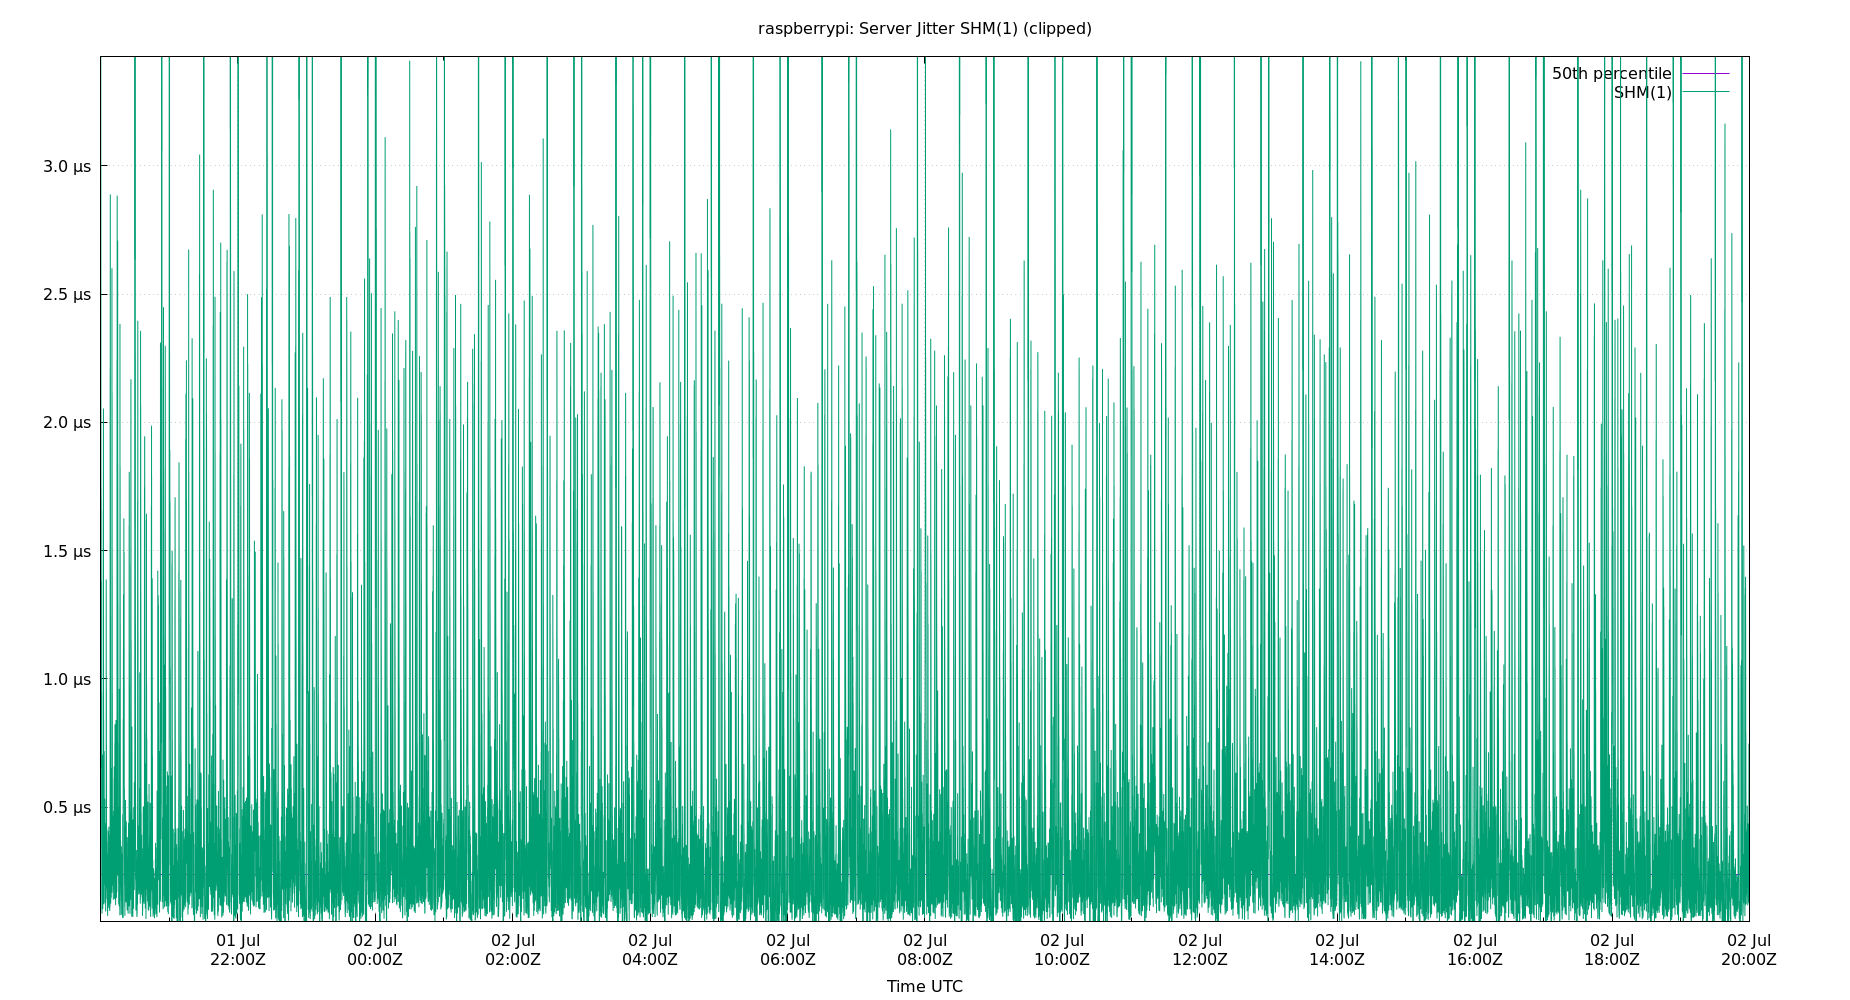 raspberrypi: Server Jitter SHM(1) (clipped)
50th percentile
SHM(1)
3.0 µs
2.5 µs
2.0 µs
1.5 µs
1.0 µs
0.5 µs
01 Jul 02 Jul 02 Jul 02 Jul 02 Jul 02 Jul 02 Jul 02 Jul 02 Jul 02 Jul 02 Jul 02 Jul
22:00Z 00:00Z 02:00Z 04:00Z 06:00Z 08:00Z 10:00Z 12:00Z 14:00Z 16:00Z 18:00Z 20:00Z
Time UTC